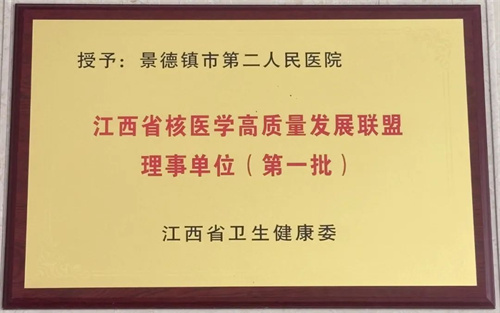 授予：景德镇市第二人民医院
江西省核医学高质量发展联盟
理事单位（第一批）
江西省卫生健康委